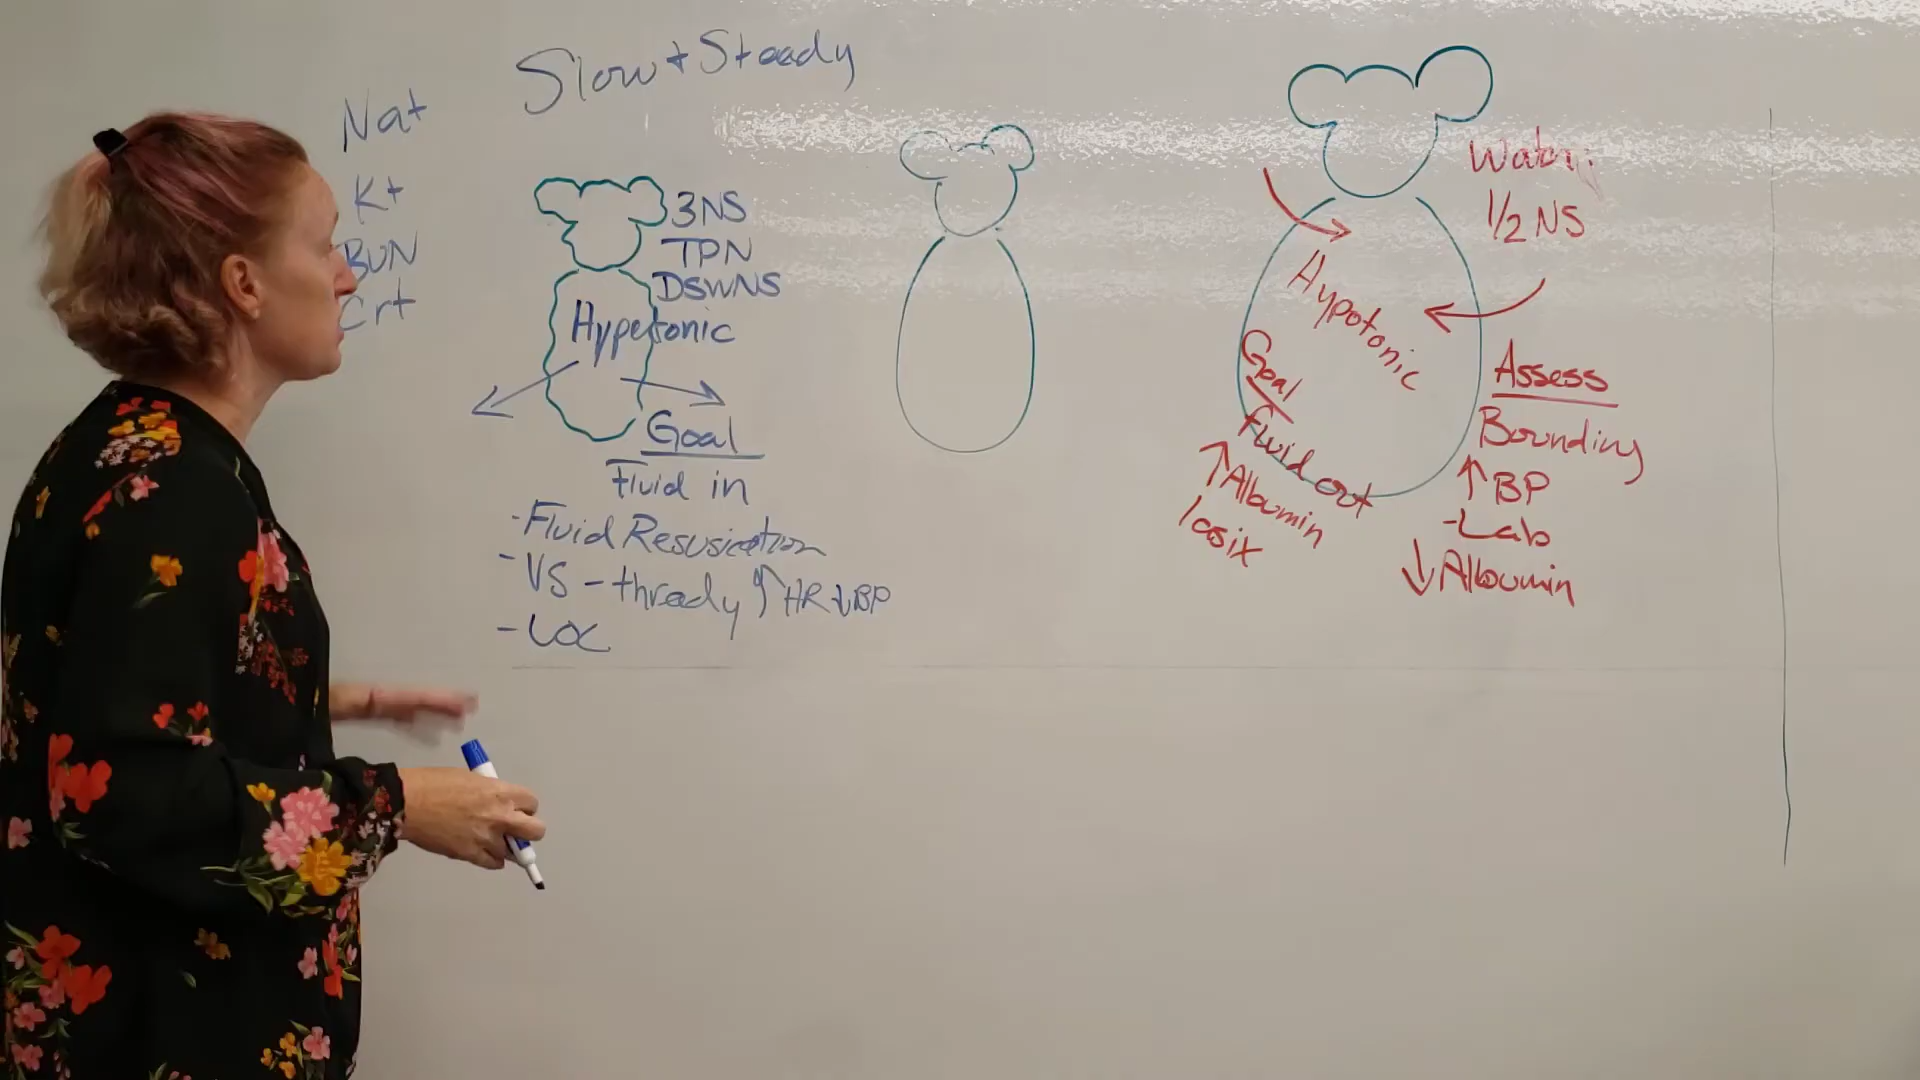 Slow + Steady
Na+
K+
BUN
Crt
3NS
TPN
D5WNS
Hypertonic
Goal
Fluid in
- Fluid Resusication
- VS - thready ↑ HR ↓ BP
- LOC
Water
1/2 NS
Hypotonic
Goal
Fluid out
↑ Albumin
lasix
Assess
Bounding
↑ BP
- Lab
↓ Albumin